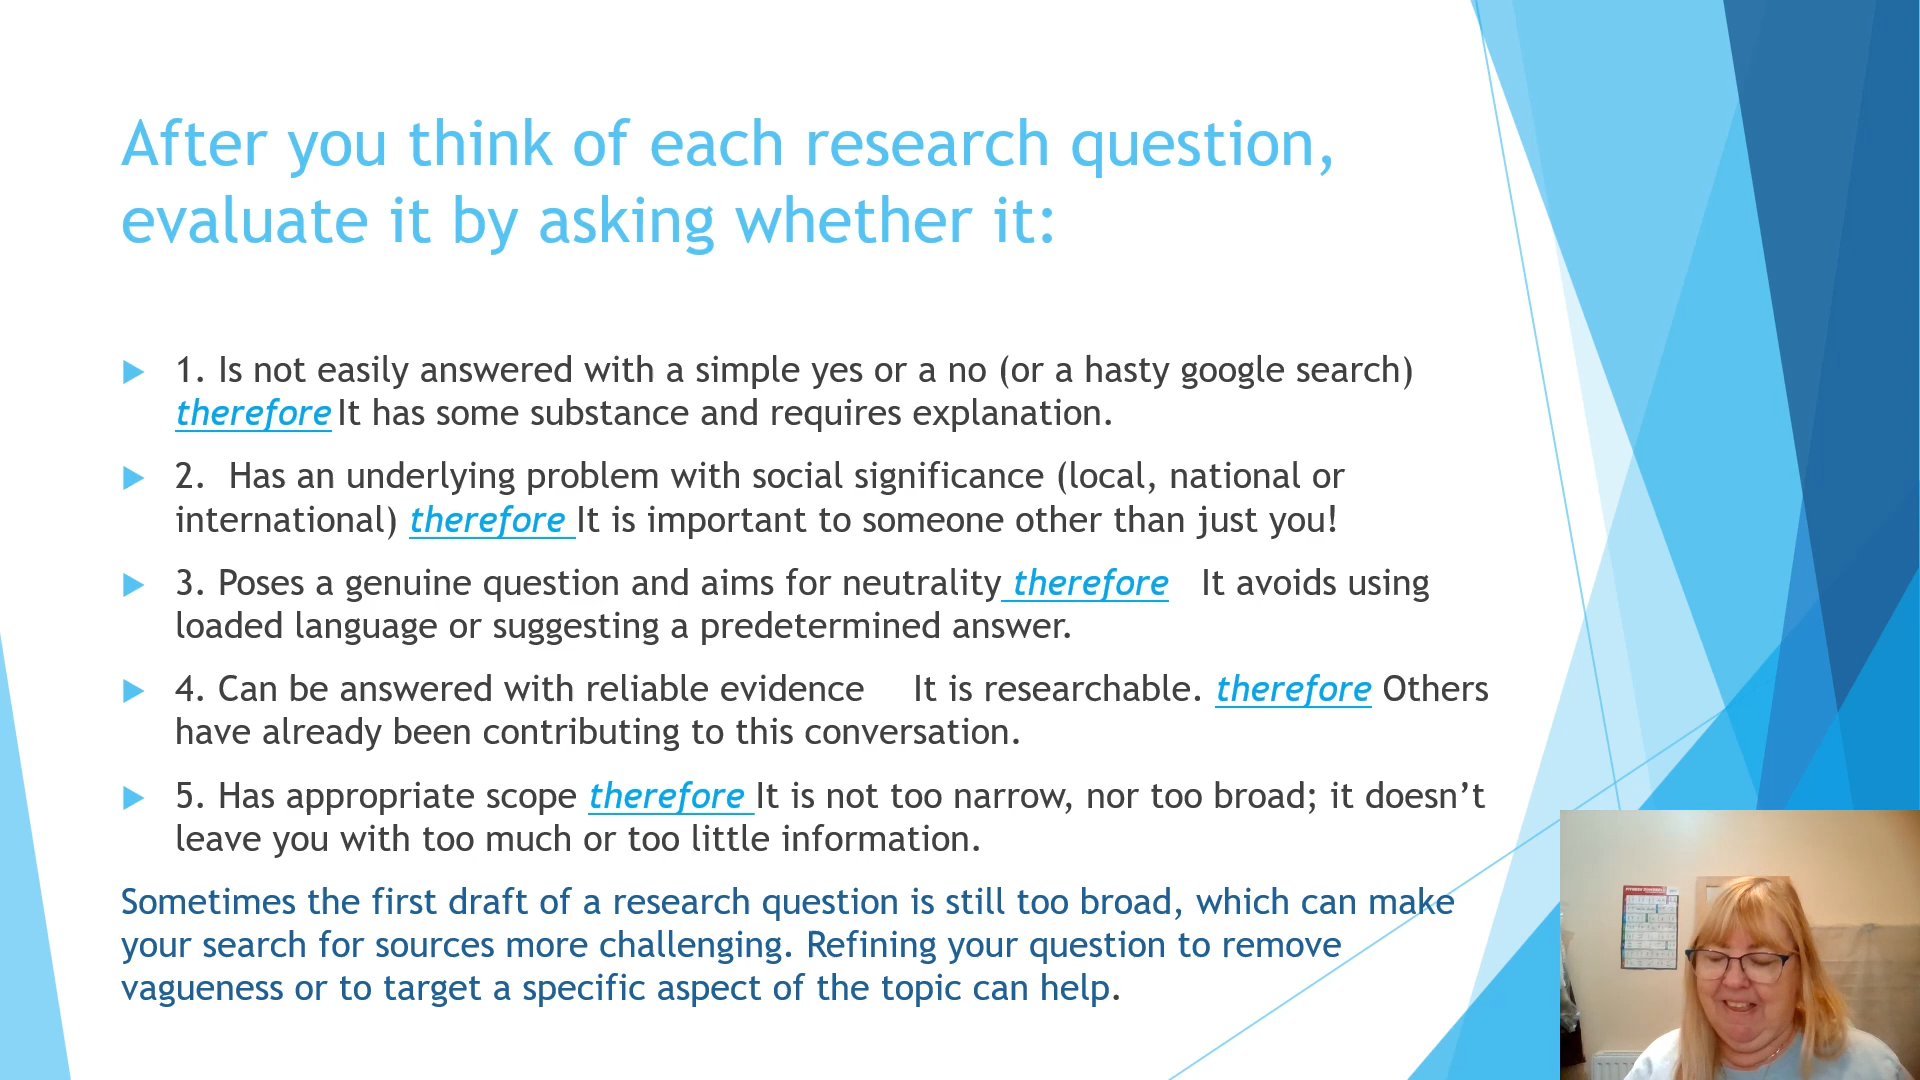 After you think of each research question,
evaluate it by asking whether it:
1. Is not easily answered with a simple yes or a no (or a hasty google search)
therefore It has some substance and requires explanation.
2. Has an underlying problem with social significance (local, national or
international) therefore It is important to someone other than just you!
3. Poses a genuine question and aims for neutrality therefore It avoids using
loaded language or suggesting a predetermined answer.
4. Can be answered with reliable evidence It is researchable. therefore Others
have already been contributing to this conversation.
5. Has appropriate scope therefore It is not too narrow, nor too broad; it doesn’t
leave you with too much or too little information.
Sometimes the first draft of a research question is still too broad, which can make
your search for sources more challenging. Refining your question to remove
vagueness or to target a specific aspect of the topic can help.